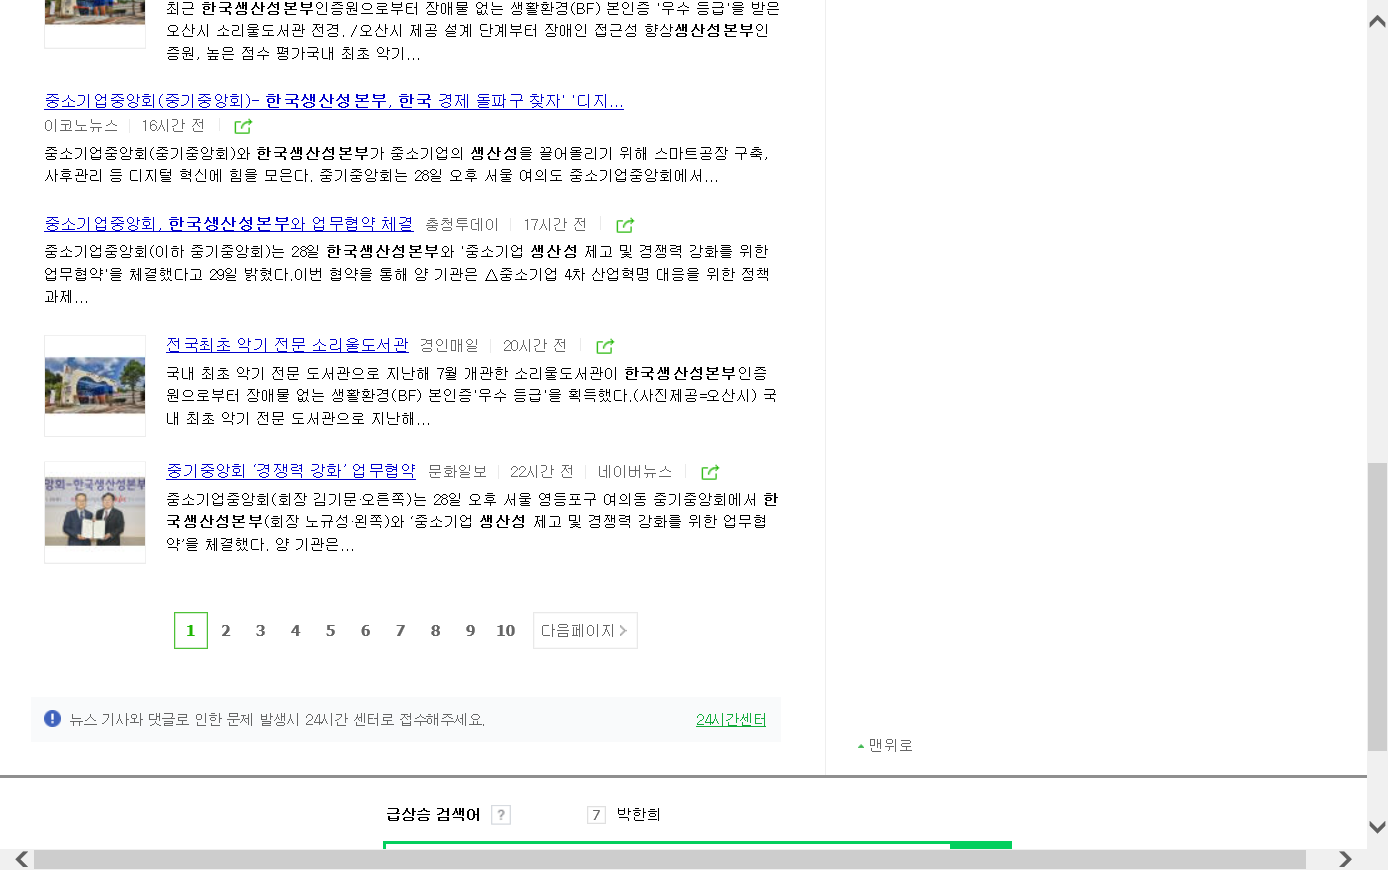 최근 한국생산성본부인증원으로부터 장애물 없는 생활환경(BF) 본인증 '우수 등급'을 받은
오산시 소리울도서관 전경. /오산시 제공 설계 단계부터 장애인 접근성 향상생산성본부인
증원, 높은 점수 평가국내 최초 악기...
중소기업중앙회(중기중앙회)- 한국생산성본부, 한국 경제 돌파구 찾자' '디지...
이코노뉴스 16시간 전
중소기업중앙회(중기중앙회)와 한국생산성본부가 중소기업의 생산성을 끌어올리기 위해 스마트공장 구축,
사후관리 등 디지털 혁신에 힘을 모은다. 중기중앙회는 28일 오후 서울 여의도 중소기업중앙회에서...
중소기업중앙회, 한국생산성본부와 업무협약 체결 충청투데이 17시간 전
중소기업중앙회(이하 중기중앙회)는 28일 한국생산성본부와 '중소기업 생산성 제고 및 경쟁력 강화를 위한
업무협약'을 체결했다고 29일 밝혔다.이번 협약을 통해 양 기관은 △중소기업 4차 산업혁명 대응을 위한 정책
과제...
전국최초 악기 전문 소리울도서관 경인매일 20시간 전
국내 최초 악기 전문 도서관으로 지난해 7월 개관한 소리울도서관이 한국생산성본부인증
원으로부터 장애물 없는 생활환경(BF) 본인증'우수 등급'을 획득했다.(사진제공=오산시) 국
내 최초 악기 전문 도서관으로 지난해...
앙회-한국생산성본부
중기중앙회 ‘경쟁력 강화’ 업무협약 문화일보 22시간 전 네이버뉴스
중소기업중앙회(회장 김기문·오른쪽)는 28일 오후 서울 영등포구 여의동 중기중앙회에서 한
국생산성본부(회장 노규성·왼쪽)와 ‘중소기업 생산성 제고 및 경쟁력 강화를 위한 업무협
약’을 체결했다. 양 기관은...
1 2 3 4 5 6 7 8 9 10 다음페이지
뉴스 기사와 댓글로 인한 문제 발생시 24시간 센터로 접수해주세요. 24시간센터
맨위로
급상승 검색어 ? 7 박한희